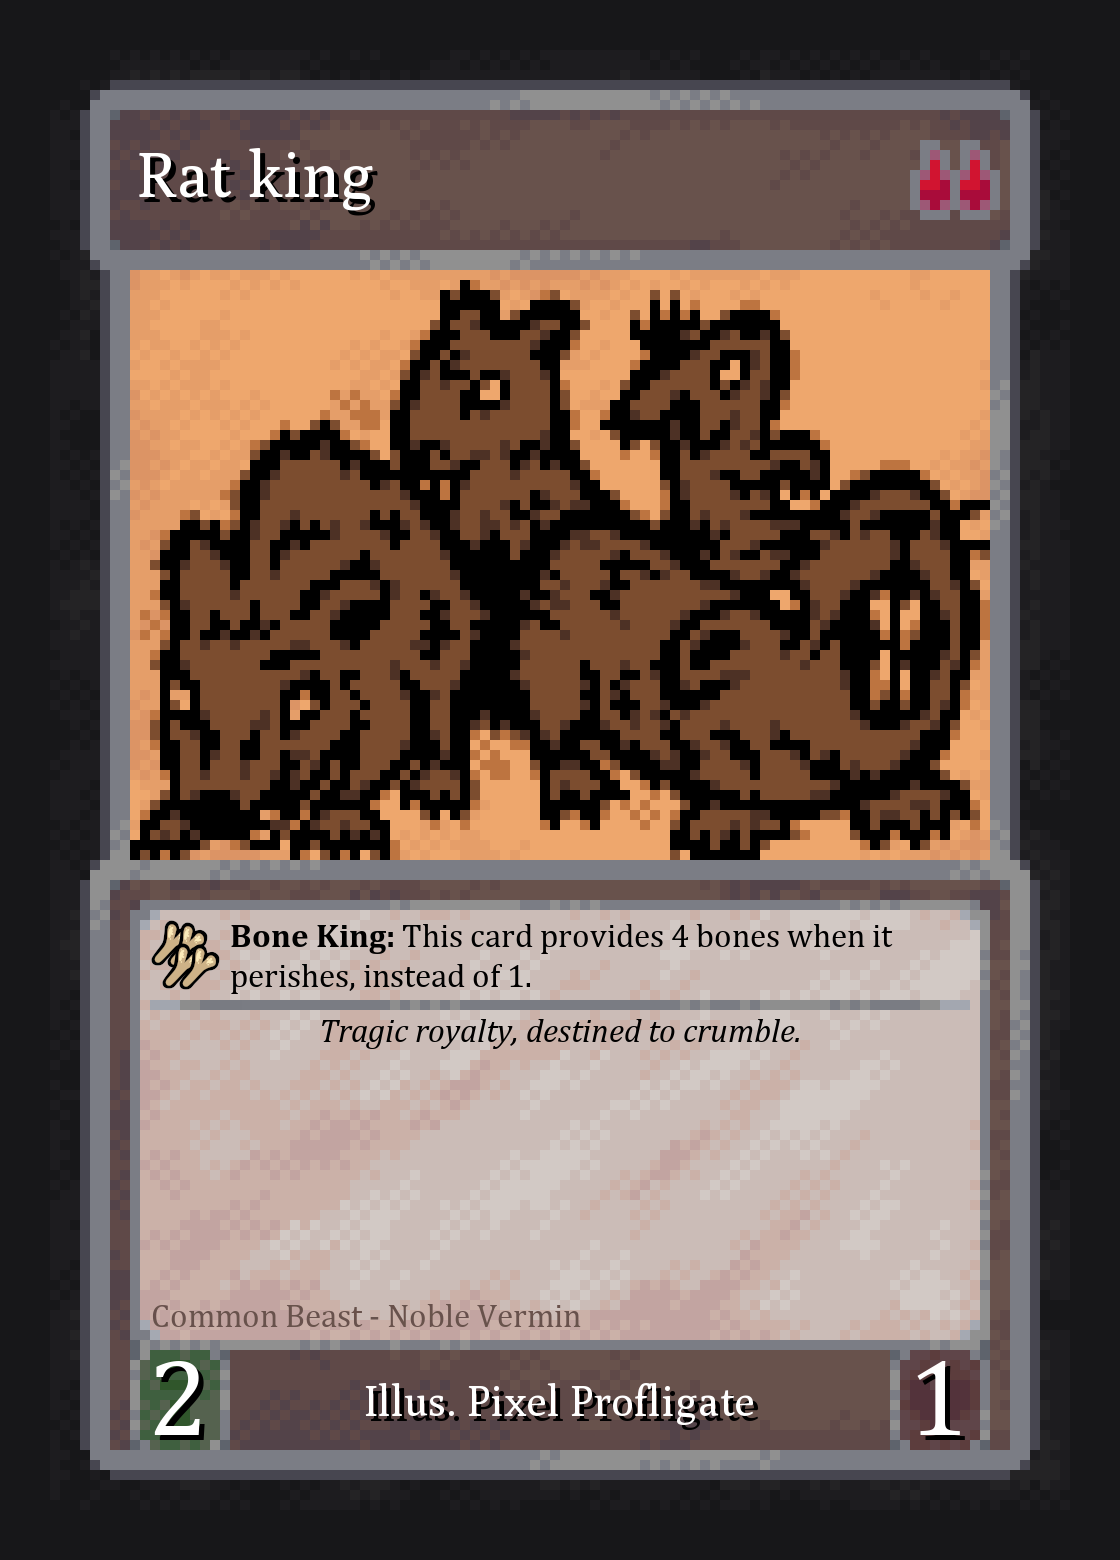 Rat king
Bone King: This card provides 4 bones when it
perishes, instead of 1.
Tragic royalty, destined to crumble.
Common Beast - Noble Vermin
2
Illus. Pixel Profligate
1